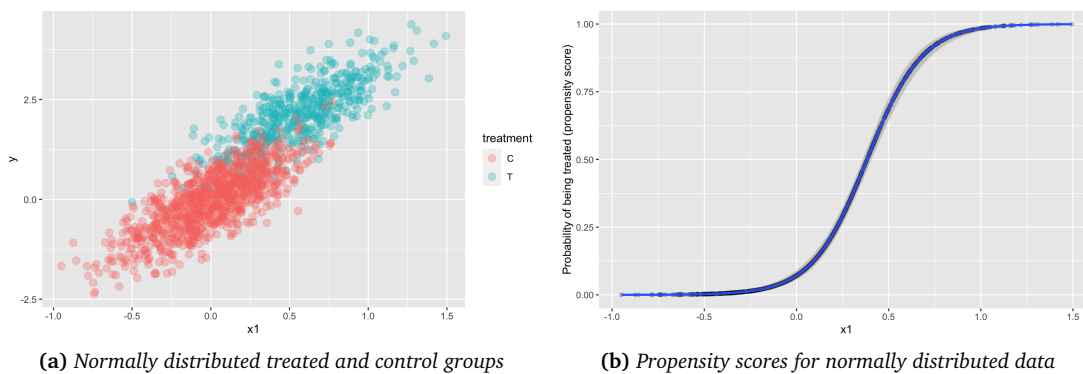 2.5
0.0
-2.5
y
-1.0 -0.5 0.0 0.5 1.0 1.5
x1
treatment
C
T
(a) Normally distributed treated and control groups
Probability of being treated (propensity score)
1.00
0.75
0.50
0.25
0.00
-1.0 -0.5 0.0 0.5 1.0 1.5
x1
(b) Propensity scores for normally distributed data